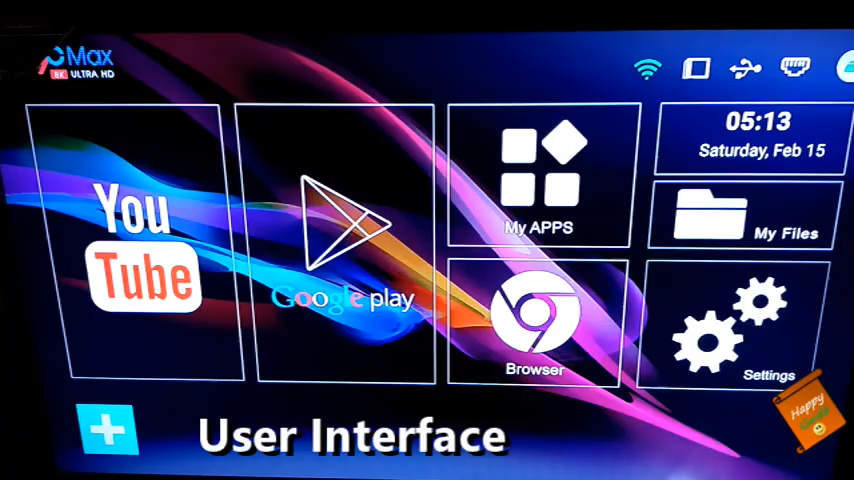 Max
8K ULTRA HD
05:13
Saturday, Feb 15
You
Tube
Google play
My APPS
My Files
Browser
Settings
User Interface
Happy